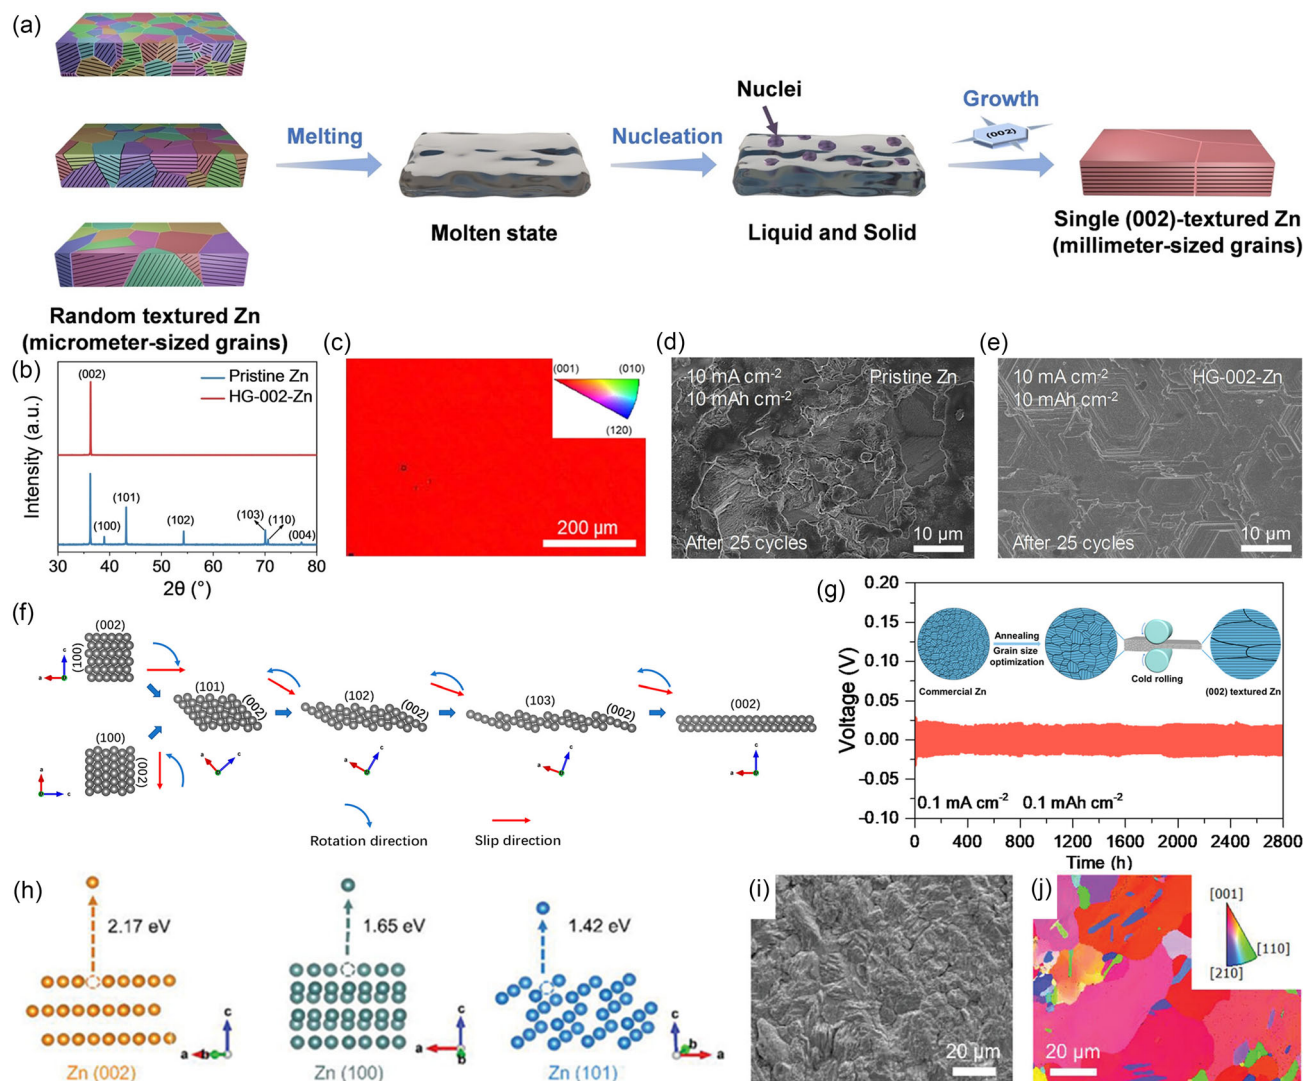 (a)
Melting
Nucleation
Nuclei
Growth
(002)
Molten state
Liquid and Solid
Single (002)-textured Zn
(millimeter-sized grains)
Random textured Zn
(micrometer-sized grains)
(b)
(002)
Pristine Zn
HG-002-Zn
Intensity (a.u.)
(100)
(101)
(102)
(103)
(110)
(004)
30
40
50
60
70
80
2θ (°)
(c)
(001)
(010)
(120)
200 μm
(d)
10 mA cm-2
10 mAh cm-2
Pristine Zn
After 25 cycles
10 μm
(e)
10 mA cm-2
10 mAh cm-2
HG-002-Zn
After 25 cycles
10 μm
(f)
(002)
(100)
c
a
(100)
(002)
a
c
(101)
(002)
a
c
(102)
(002)
a
c
(103)
(002)
a
c
(002)
a
c
Rotation direction
Slip direction
(g)
0.20
0.15
0.10
0.05
0.00
-0.05
-0.10
Voltage (V)
Commercial Zn
Annealing
Grain size
optimization
Cold rolling
(002) textured Zn
0.1 mA cm-2
0.1 mAh cm-2
0
400
800
1200
1600
2000
2400
2800
Time (h)
(h)
2.17 eV
Zn (002)
c
a
b
1.65 eV
Zn (100)
c
a
b
1.42 eV
Zn (101)
c
b
a
(i)
20 μm
(j)
[001]
[110]
[210]
20 μm